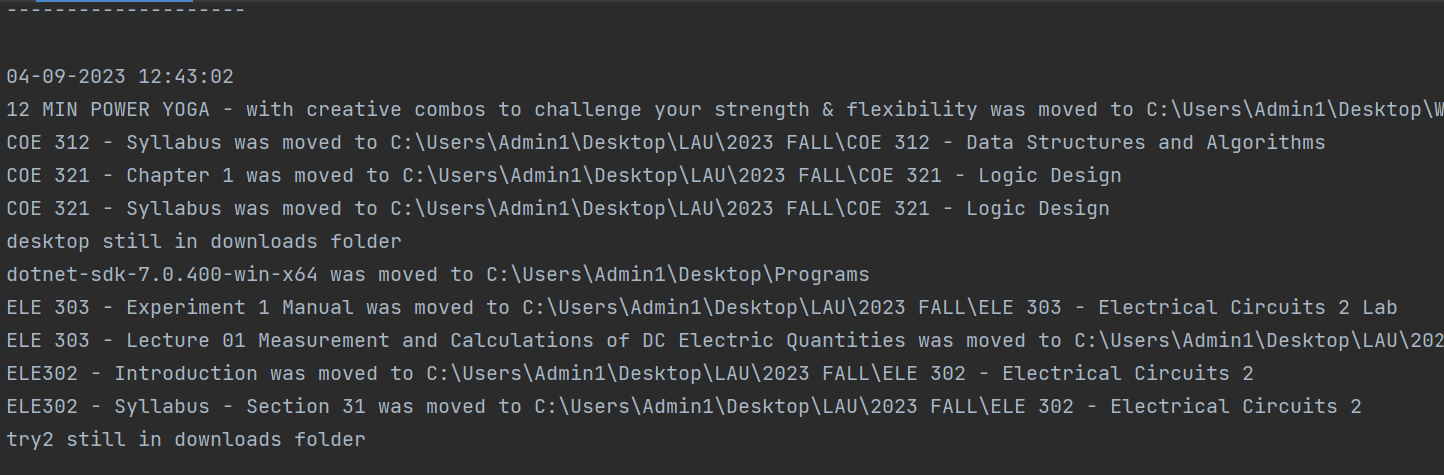 --------------------
04-09-2023 12:43:02
12 MIN POWER YOGA - with creative combos to challenge your strength & flexibility was moved to C:\Users\Admin1\Desktop\W
COE 312 - Syllabus was moved to C:\Users\Admin1\Desktop\LAU\2023 FALL\COE 312 - Data Structures and Algorithms
COE 321 - Chapter 1 was moved to C:\Users\Admin1\Desktop\LAU\2023 FALL\COE 321 - Logic Design
COE 321 - Syllabus was moved to C:\Users\Admin1\Desktop\LAU\2023 FALL\COE 321 - Logic Design
desktop still in downloads folder
dotnet-sdk-7.0.400-win-x64 was moved to C:\Users\Admin1\Desktop\Programs
ELE 303 - Experiment 1 Manual was moved to C:\Users\Admin1\Desktop\LAU\2023 FALL\ELE 303 - Electrical Circuits 2 Lab
ELE 303 - Lecture 01 Measurement and Calculations of DC Electric Quantities was moved to C:\Users\Admin1\Desktop\LAU\202
ELE302 - Introduction was moved to C:\Users\Admin1\Desktop\LAU\2023 FALL\ELE 302 - Electrical Circuits 2
ELE302 - Syllabus - Section 31 was moved to C:\Users\Admin1\Desktop\LAU\2023 FALL\ELE 302 - Electrical Circuits 2
try2 still in downloads folder